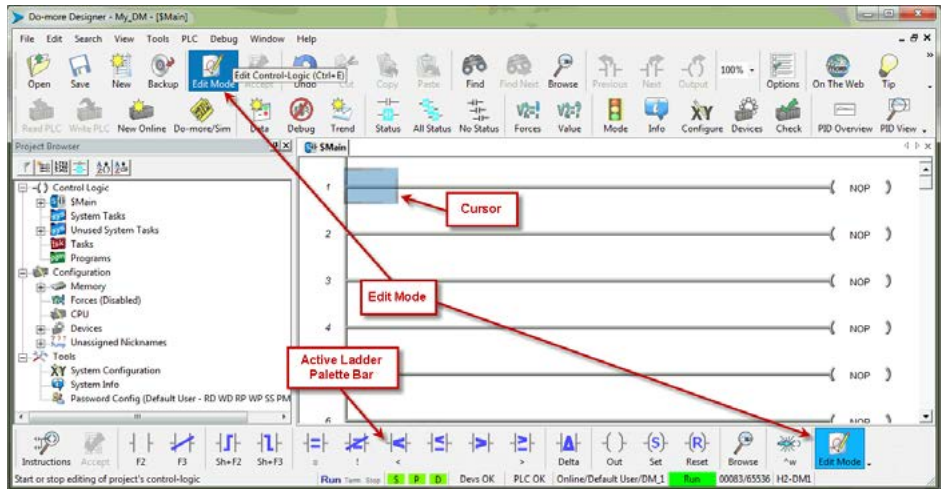 Do-more Designer - My_DM - [$Main]
File Edit Search View Tools PLC Debug Window Help
Open Save New Backup Edit Mode Accept Undo Cut Copy Paste Find Find Next Browse Previous Next Output 100% Options On The Web Tip
Edit Control-Logic (Ctrl+E)
Read PLC Write PLC New Online Do-more/Sim Data Debug Trend Status All Status No Status Forces Value Mode Info Configure Devices Check PID Overview PID View
Project Browser
$Main
Control Logic
$Main
System Tasks
Unused System Tasks
Tasks
Programs
Configuration
Memory
Forces (Disabled)
CPU
Devices
Unassigned Nicknames
Tools
System Configuration
System Info
Password Config (Default User - RD WD RP WP SS PM
1 NOP
Cursor
2 NOP
3 NOP
Edit Mode
4 NOP
Active Ladder
Palette Bar
NOP
6 NOP
Instructions Accept F2 F3 Sh+F2 Sh+F3 = ! < > Delta Out Set Reset Browse ^w Edit Mode
Start or stop editing of project's control-logic Run Term Stop S P D Devs OK PLC OK Online/Default User/DM_1 Run 00083/65536 H2-DM1